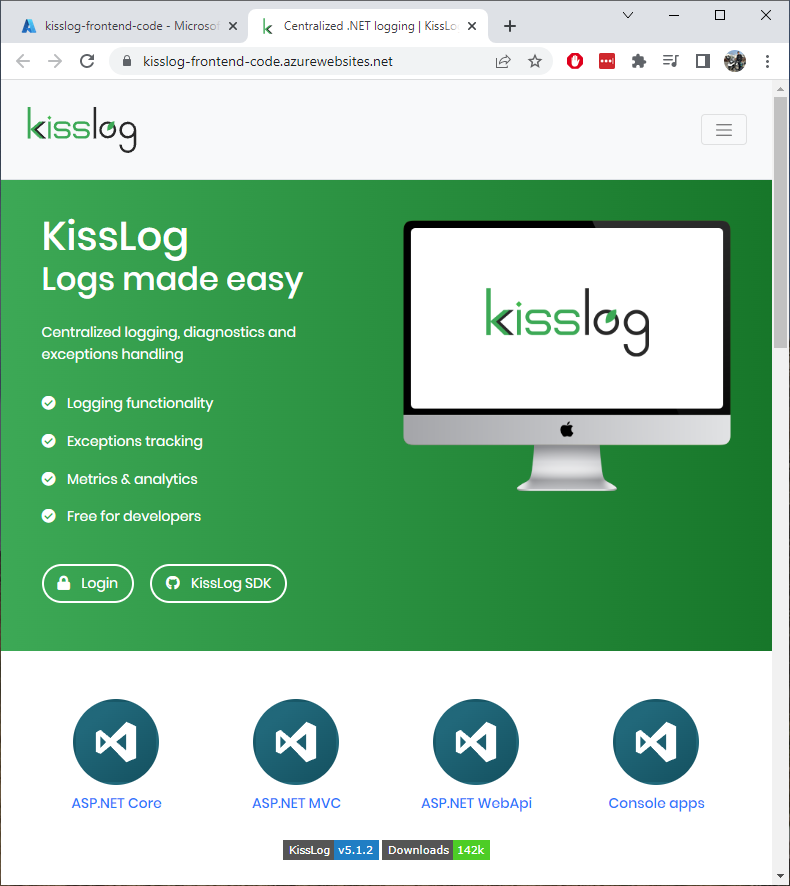 kisslog-frontend-code - Microso
Centralized .NET logging | KissLo
kisslog-frontend-code.azurewebsites.net
kisslog
KissLog
Logs made easy
Centralized logging, diagnostics and
exceptions handling
Logging functionality
Exceptions tracking
Metrics & analytics
Free for developers
Login
KissLog SDK
kisslog
ASP.NET Core
ASP.NET MVC
ASP.NET WebApi
Console apps
KissLog v5.1.2 Downloads 142k